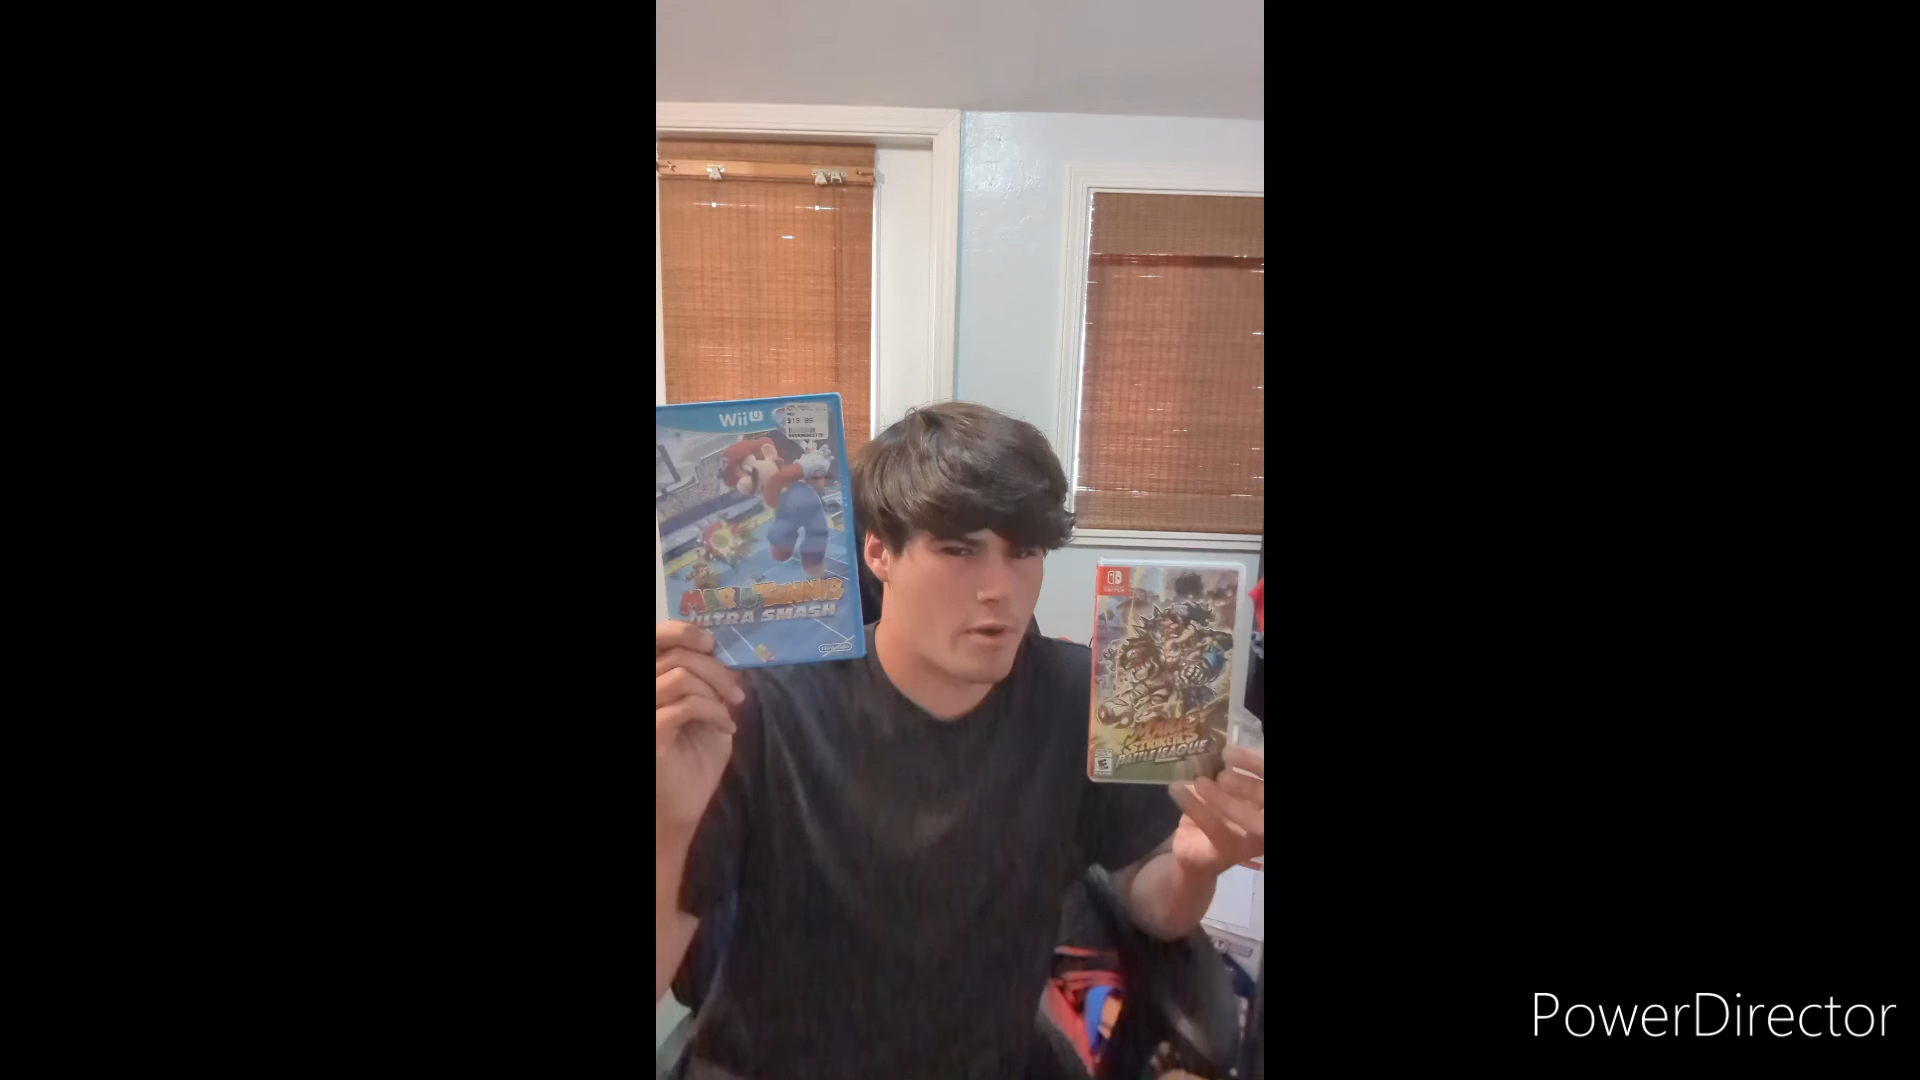 Wii U
$19.99
MARIO TENNIS
ULTRA SMASH
Nintendo
MARIO
STRIKERS
BATTLE LEAGUE
E
PowerDirector